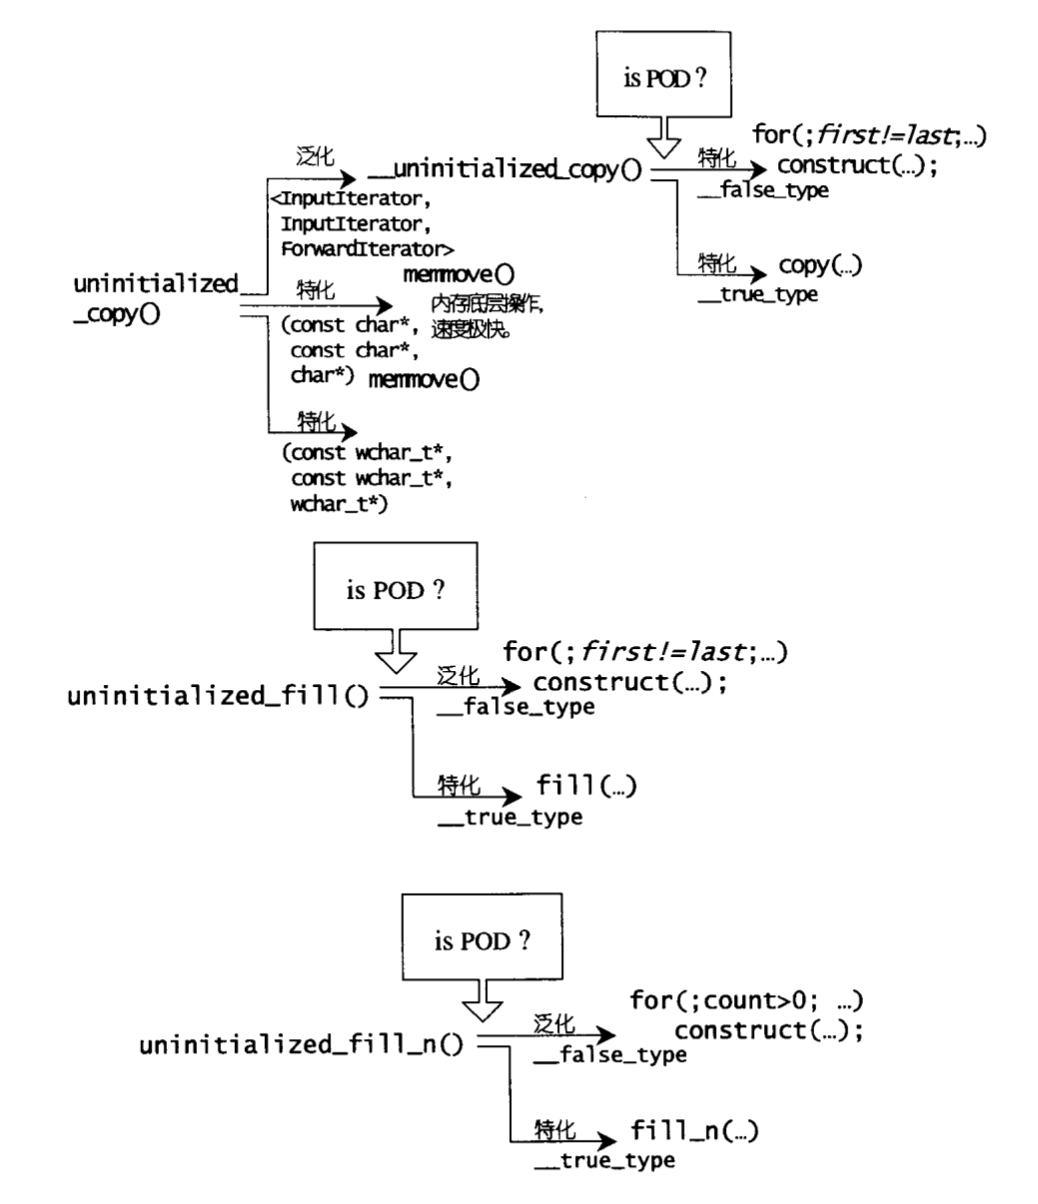 is POD ?
for(;first!=last;…)
泛化
特化
construct(…);
__uninitialized_copy()
__false_type
<InputIterator,
InputIterator,
ForwardIterator>
特化
copy(…)
__true_type
memmove()
uninitialized
_copy()
特化
内存底层操作,
速度极快。
(const char*,
const char*,
char*)
memmove()
特化
(const wchar_t*,
const wchar_t*,
wchar_t*)
is POD ?
for(;first!=last;…)
泛化
construct(…);
uninitialized_fill()
__false_type
特化
fill(…)
__true_type
is POD ?
for(;count>0; …)
泛化
construct(…);
uninitialized_fill_n()
__false_type
特化
fill_n(…)
__true_type